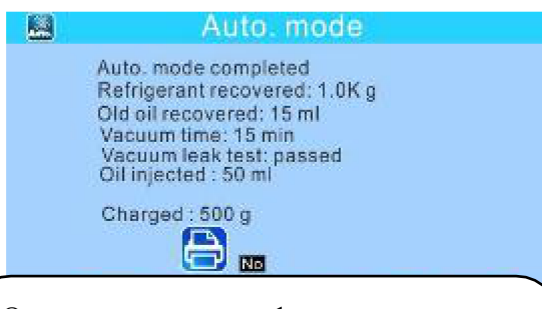 Auto. mode
Auto. mode completed
Refrigerant recovered: 1.0K g
Old oil recovered: 15 ml
Vacuum time: 15 min
Vacuum leak test: passed
Oil injected : 50 ml
Charged : 500 g
No